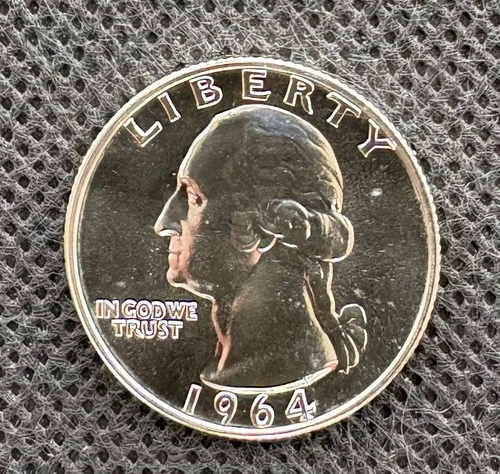 LIBERTY
IN GOD WE
TRUST
1964